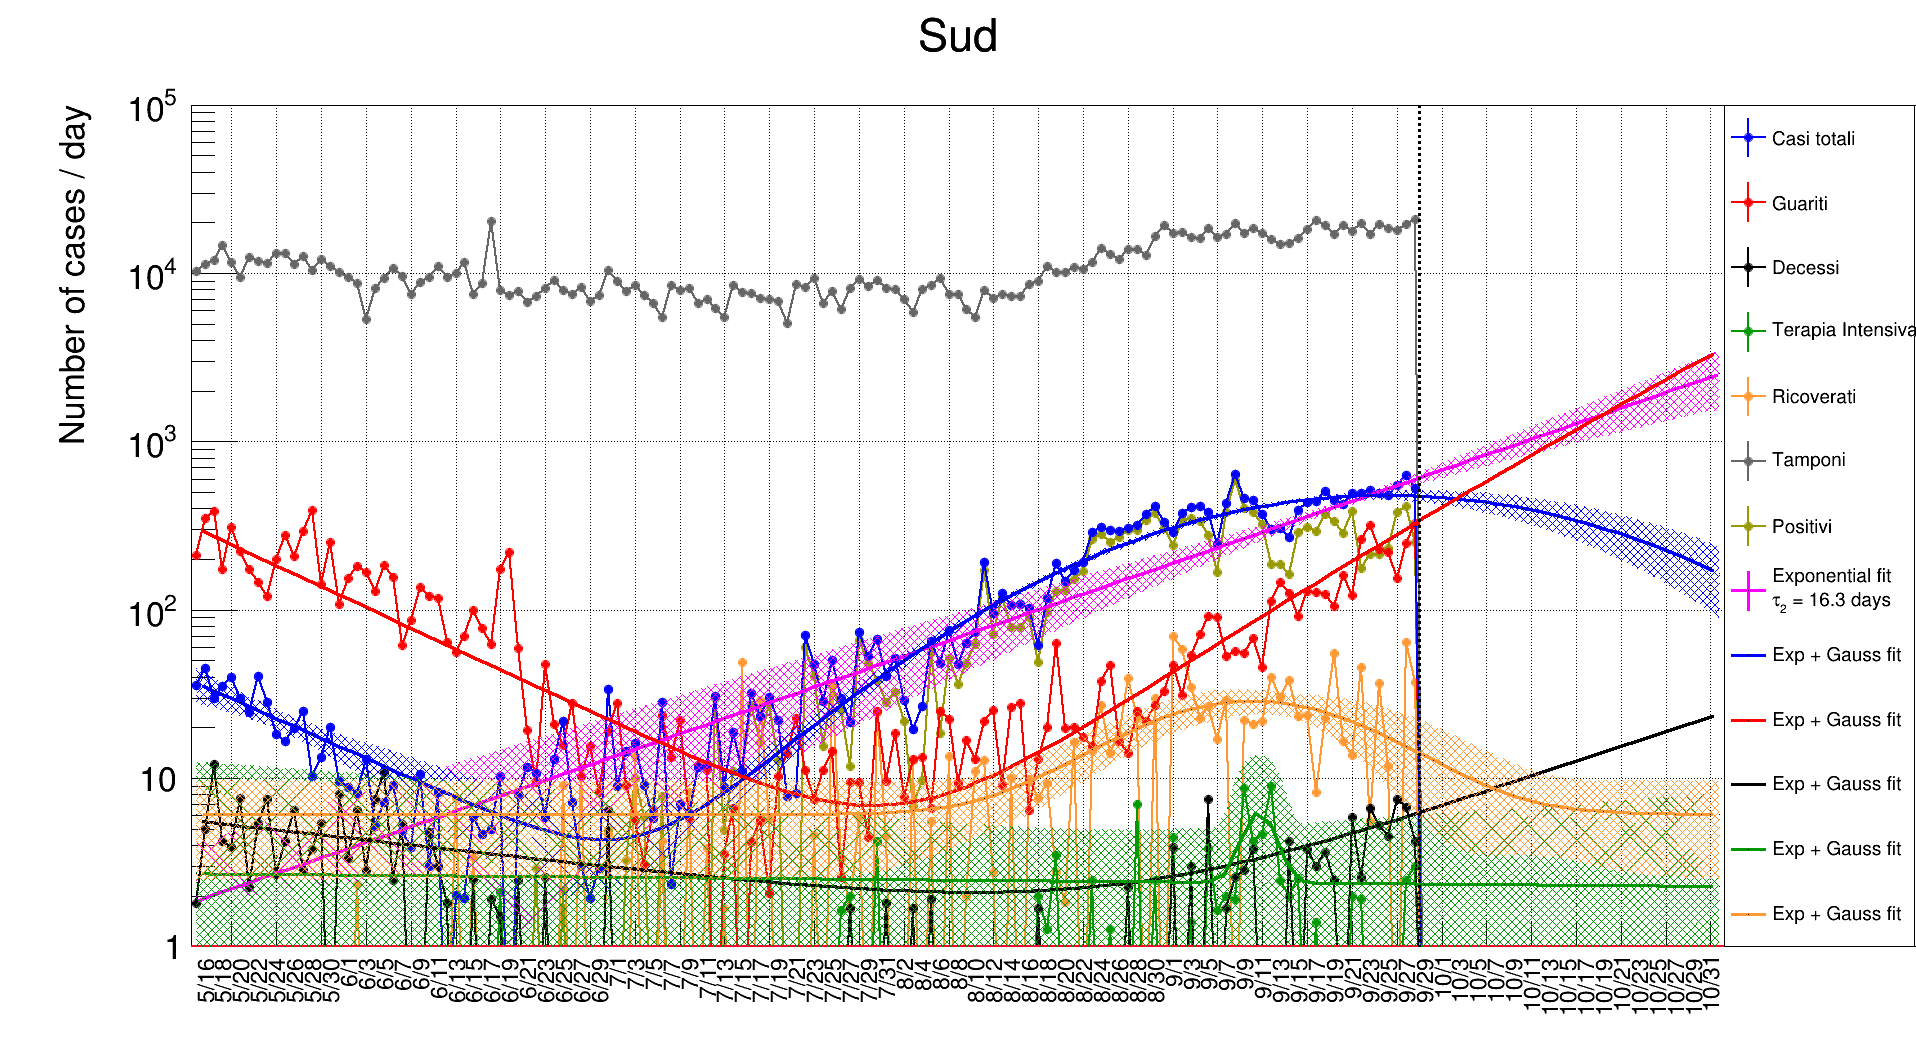 Sud
Number of cases / day
10^5
10^4
10^3
10^2
10
1
5/16 5/18 5/20 5/22 5/24 5/26 5/28 5/30 6/1 6/3 6/5 6/7 6/9 6/11 6/13 6/15 6/17 6/19 6/21 6/23 6/25 6/27 6/29 7/1 7/3 7/5 7/7 7/9 7/11 7/13 7/15 7/17 7/19 7/21 7/23 7/25 7/27 7/29 7/31 8/2 8/4 8/6 8/8 8/10 8/12 8/14 8/16 8/18 8/20 8/22 8/24 8/26 8/28 8/30 9/1 9/3 9/5 9/7 9/9 9/11 9/13 9/15 9/17 9/19 9/21 9/23 9/25 9/27 9/29 10/1 10/3 10/5 10/7 10/9 10/11 10/13 10/15 10/17 10/19 10/21 10/23 10/25 10/27 10/29 10/31
Casi totali
Guariti
Decessi
Terapia Intensiva
Ricoverati
Tamponi
Positivi
Exponential fit
τ2 = 16.3 days
Exp + Gauss fit
Exp + Gauss fit
Exp + Gauss fit
Exp + Gauss fit
Exp + Gauss fit